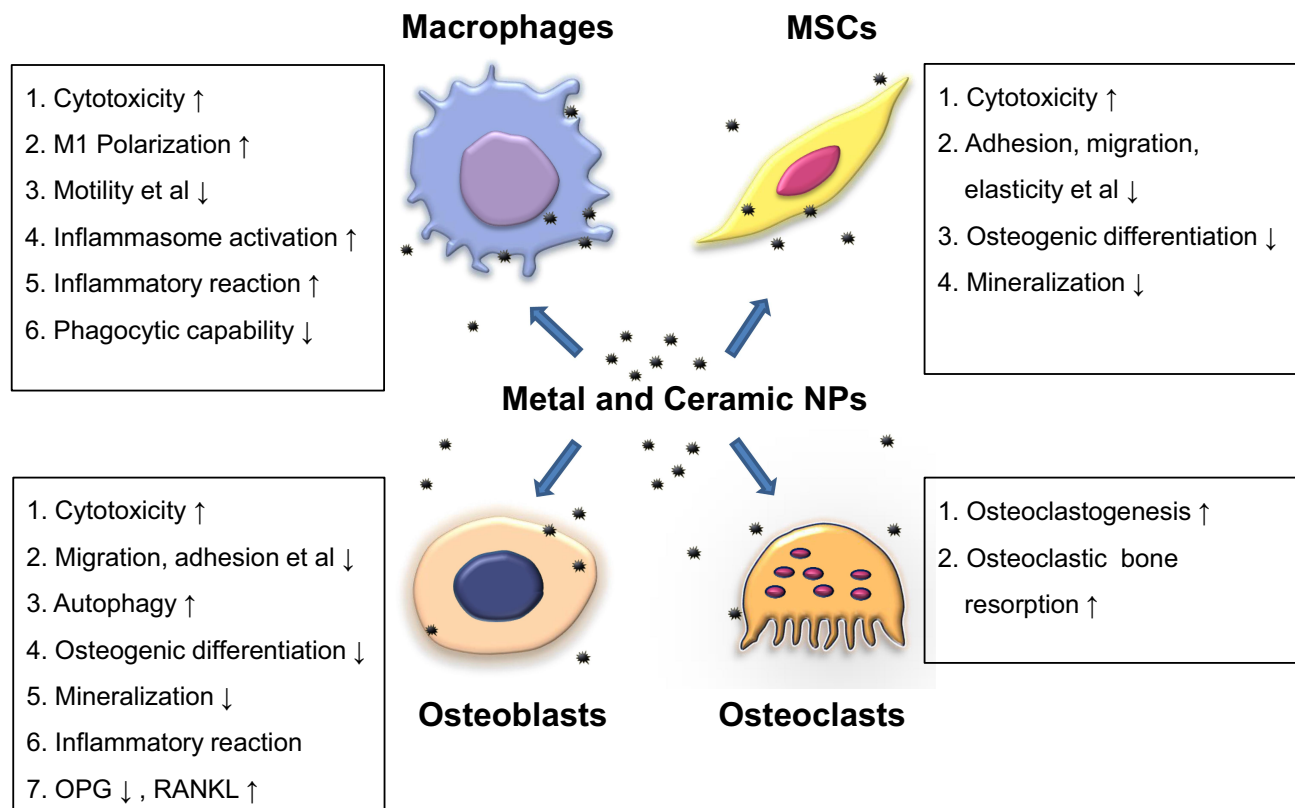 Macrophages
MSCs
1. Cytotoxicity ↑
2. M1 Polarization ↑
3. Motility et al ↓
4. Inflammasome activation ↑
5. Inflammatory reaction ↑
6. Phagocytic capability ↓
1. Cytotoxicity ↑
2. Adhesion, migration,
elasticity et al ↓
3. Osteogenic differentiation ↓
4. Mineralization ↓
Metal and Ceramic NPs
1. Cytotoxicity ↑
2. Migration, adhesion et al ↓
3. Autophagy ↑
4. Osteogenic differentiation ↓
5. Mineralization ↓
6. Inflammatory reaction
7. OPG ↓ , RANKL ↑
1. Osteoclastogenesis ↑
2. Osteoclastic bone
resorption ↑
Osteoblasts
Osteoclasts